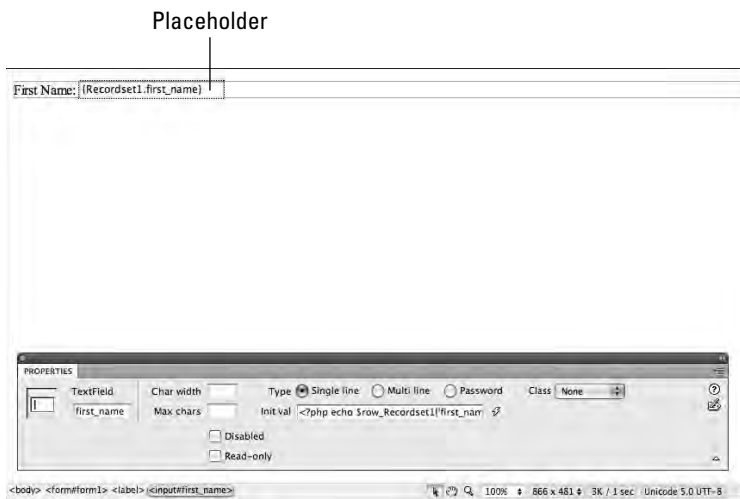 Placeholder
First Name: {Recordset1.first_name}
PROPERTIES
TextField Char width Type Single line Multi line Password Class None
first_name Max chars Init val <?php echo $row_Recordset1['first_nam
Disabled
Read-only
<body> <form#form1> <label> <input#first_name> 100% 866 x 481 3K / 1 sec Unicode 5.0 UTF-8